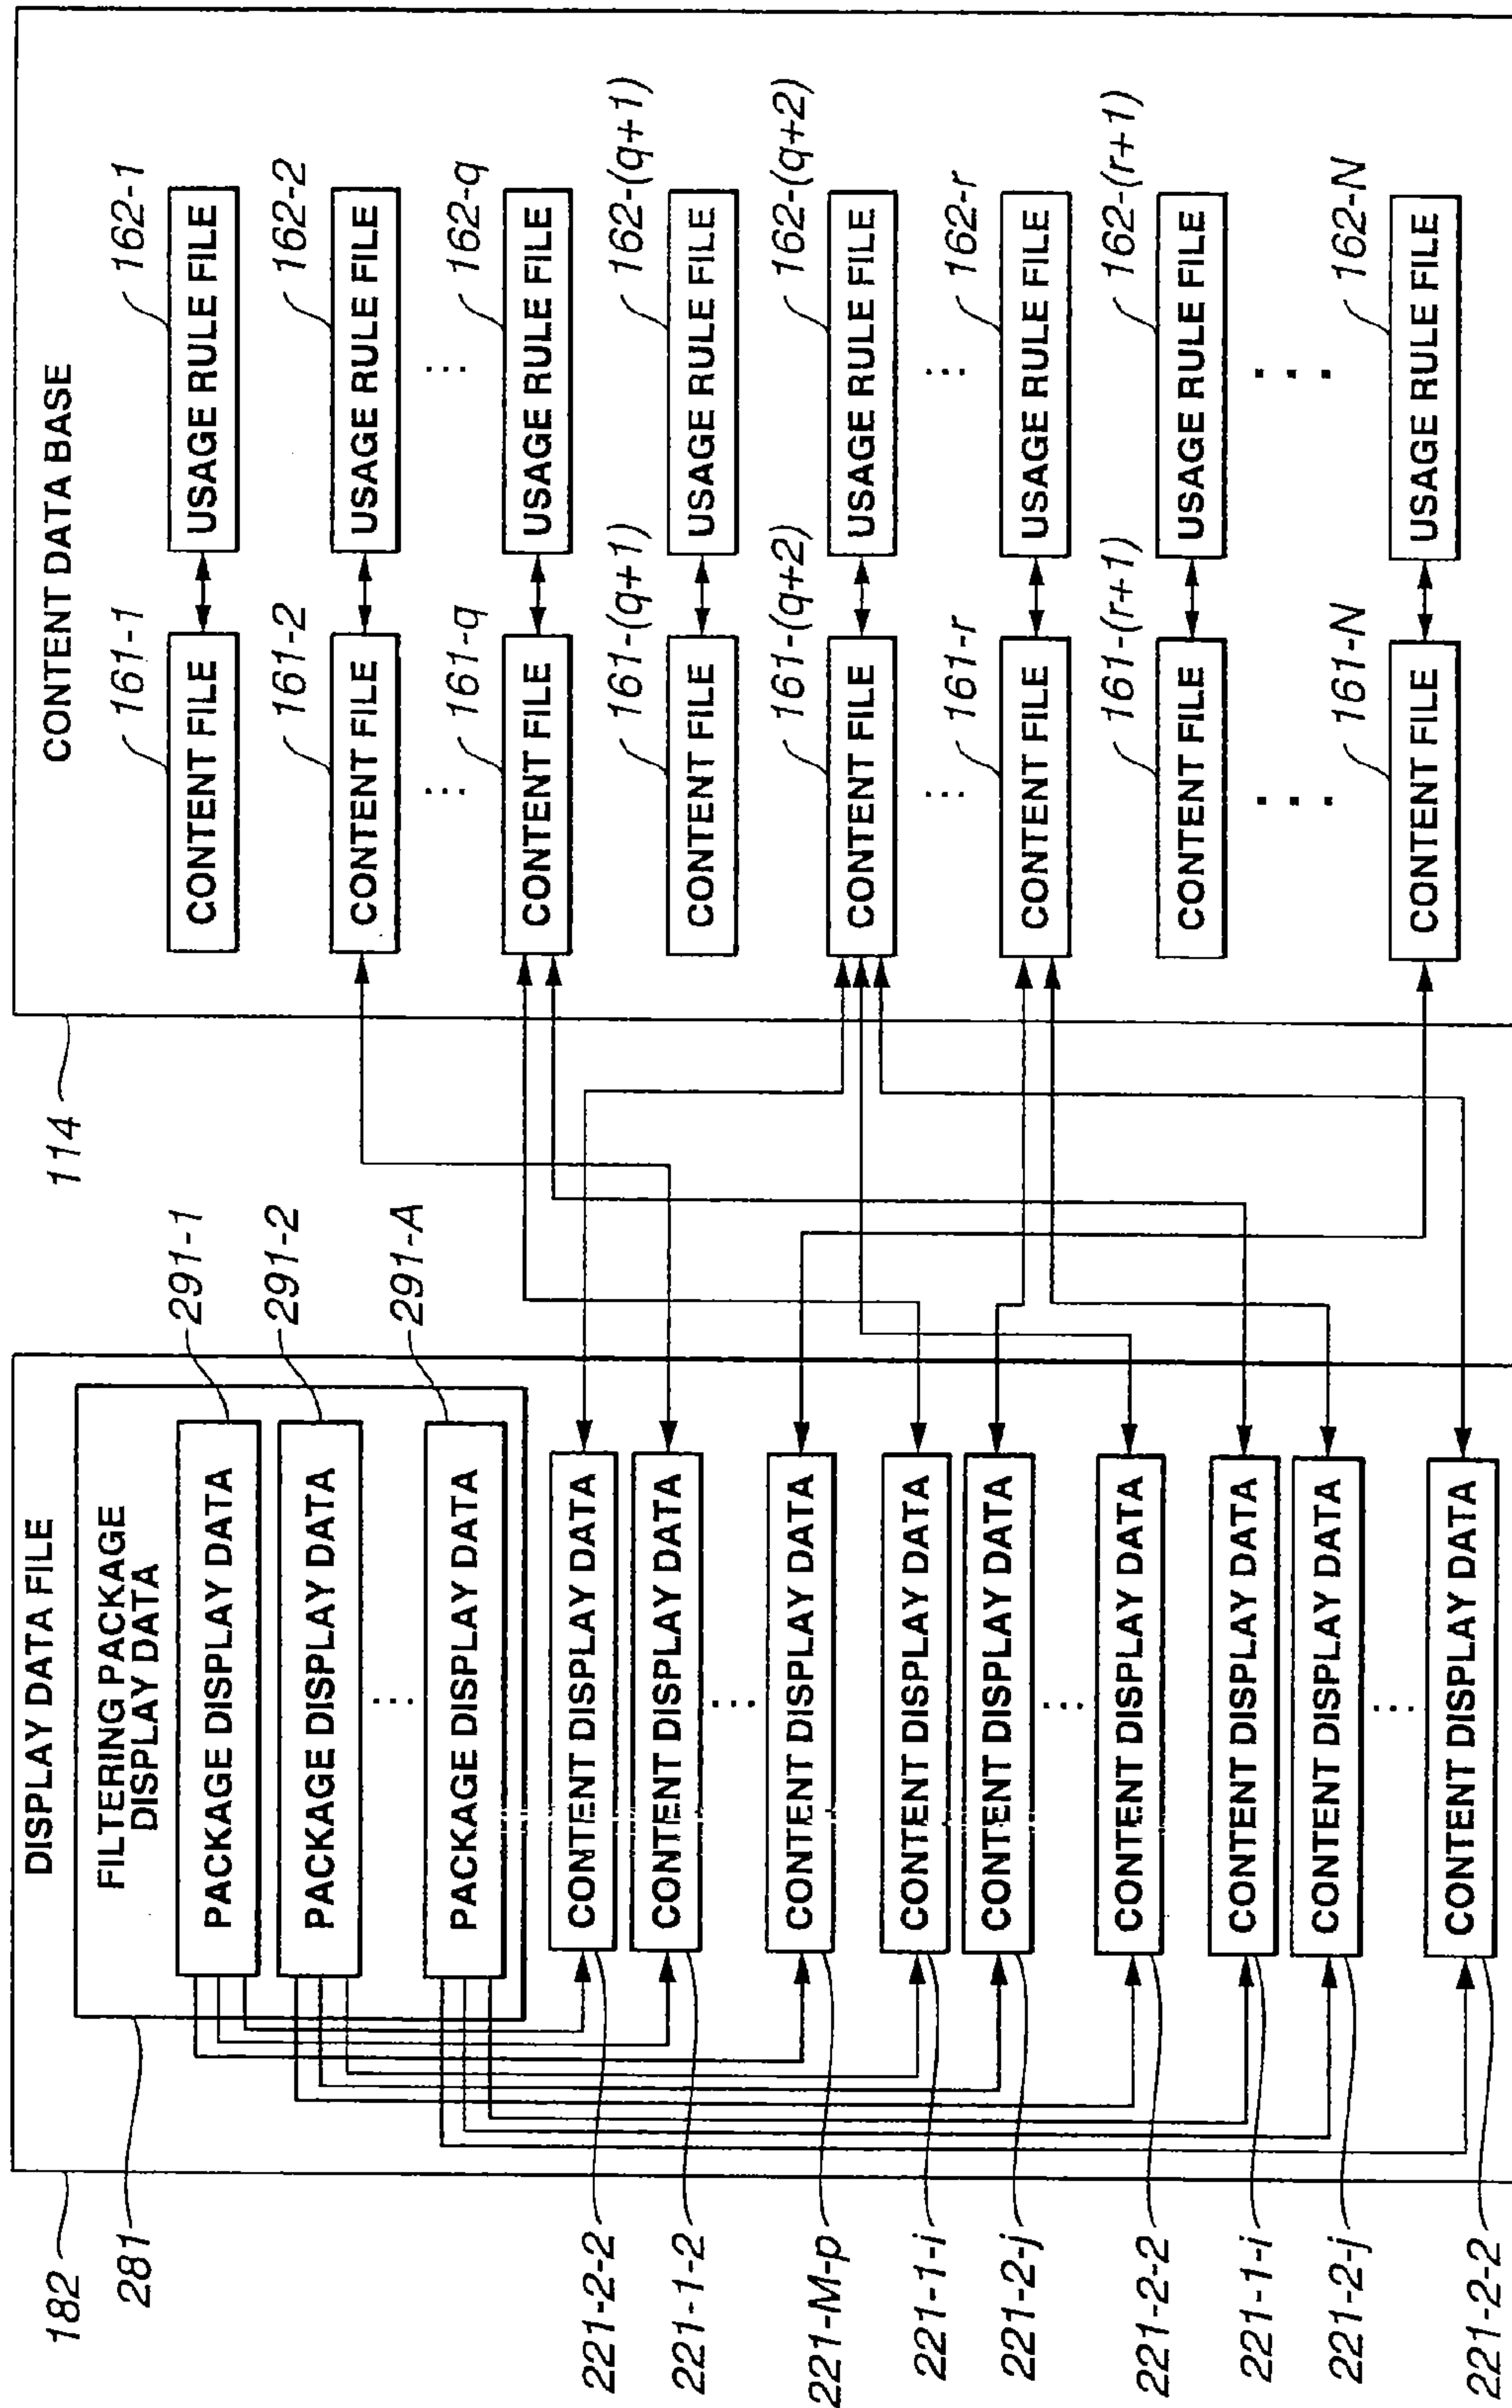 DISPLAY DATA FILE
182
FILTERING PACKAGE
DISPLAY DATA
281
PACKAGE DISPLAY DATA
291-1
PACKAGE DISPLAY DATA
291-2
...
PACKAGE DISPLAY DATA
291-A
221-2-2
CONTENT DISPLAY DATA
221-1-2
CONTENT DISPLAY DATA
...
221-M-p
CONTENT DISPLAY DATA
221-1-i
CONTENT DISPLAY DATA
221-2-j
CONTENT DISPLAY DATA
...
221-2-2
CONTENT DISPLAY DATA
221-1-i
CONTENT DISPLAY DATA
221-2-j
CONTENT DISPLAY DATA
...
221-2-2
CONTENT DISPLAY DATA
114
CONTENT DATA BASE
161-1
162-1
CONTENT FILE
USAGE RULE FILE
161-2
162-2
CONTENT FILE
USAGE RULE FILE
... ...
161-q
162-q
CONTENT FILE
USAGE RULE FILE
161-(q+1)
162-(q+1)
CONTENT FILE
USAGE RULE FILE
161-(q+2)
162-(q+2)
CONTENT FILE
USAGE RULE FILE
... ...
161-r
162-r
CONTENT FILE
USAGE RULE FILE
161-(r+1)
162-(r+1)
CONTENT FILE
USAGE RULE FILE
... ...
161-N
162-N
CONTENT FILE
USAGE RULE FILE